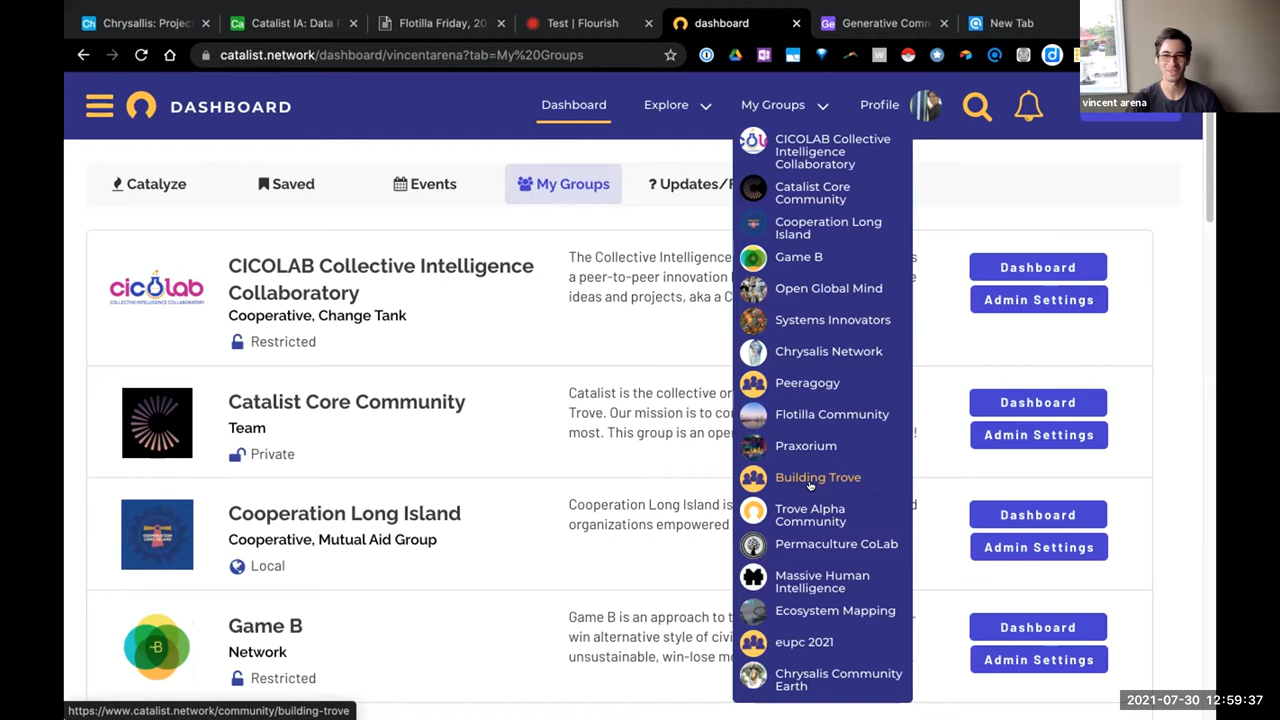 Chrysallis: Project
Catalist IA: Data F
Flotilla Friday, 20
Test | Flourish
dashboard
Generative Comm
New Tab
catalist.network/dashboard/vincentarena?tares=My%20Groups
vincent arena
DASHBOARD
Dashboard
Explore
My Groups
Profile
Catalyze
Saved
Events
My Groups
? Updates/F
CICOLAB Collective
Intelligence
Collaboratory
Catalist Core
Community
Cooperation Long
Island
Game B
Open Global Mind
Systems Innovators
Chrysalis Network
Peeragogy
Flotilla Community
Praxorium
Building Trove
Trove Alpha
Community
Permaculture CoLab
Massive Human
Intelligence
Ecosystem Mapping
eupc 2021
Chrysalis Community
Earth
cicolab
COLLECTIVE INTELLIGENCE COLLABORATORY
CICOLAB Collective Intelligence
Collaboratory
Cooperative, Change Tank
Restricted
The Collective Intelligence
a peer-to-peer innovation
ideas and projects, aka a C
Dashboard
Admin Settings
Catalist Core Community
Team
Private
Catalist is the collective or
Trove. Our mission is to co
most. This group is an open
Dashboard
Admin Settings
Cooperation Long Island
Cooperative, Mutual Aid Group
Local
Cooperation Long Island is
organizations empowered
Dashboard
Admin Settings
Game B
Network
Restricted
Game B is an approach to t
win alternative style of civi
unsustainable, win-lose m
Dashboard
Admin Settings
https://www.catalist.network/community/building-trove
2021-07-30 12:59:37